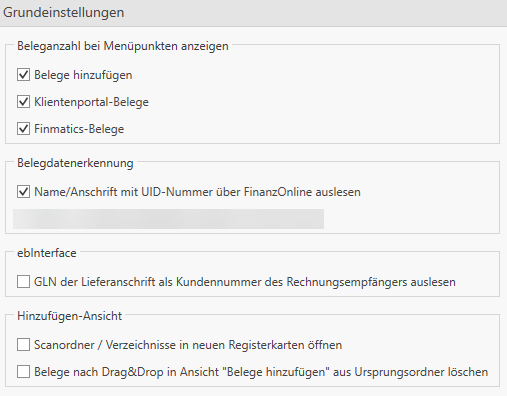 Grundeinstellungen
Beleganzahl bei Menüpunkten anzeigen
Belege hinzufügen
Klientenportal-Belege
Finmatics-Belege
Belegdatenerkennung
Name/Anschrift mit UID-Nummer über FinanzOnline auslesen
ebInterface
GLN der Lieferanschrift als Kundennummer des Rechnungsempfängers auslesen
Hinzufügen-Ansicht
Scanordner / Verzeichnisse in neuen Registerkarten öffnen
Belege nach Drag&Drop in Ansicht "Belege hinzufügen" aus Ursprungsordner löschen